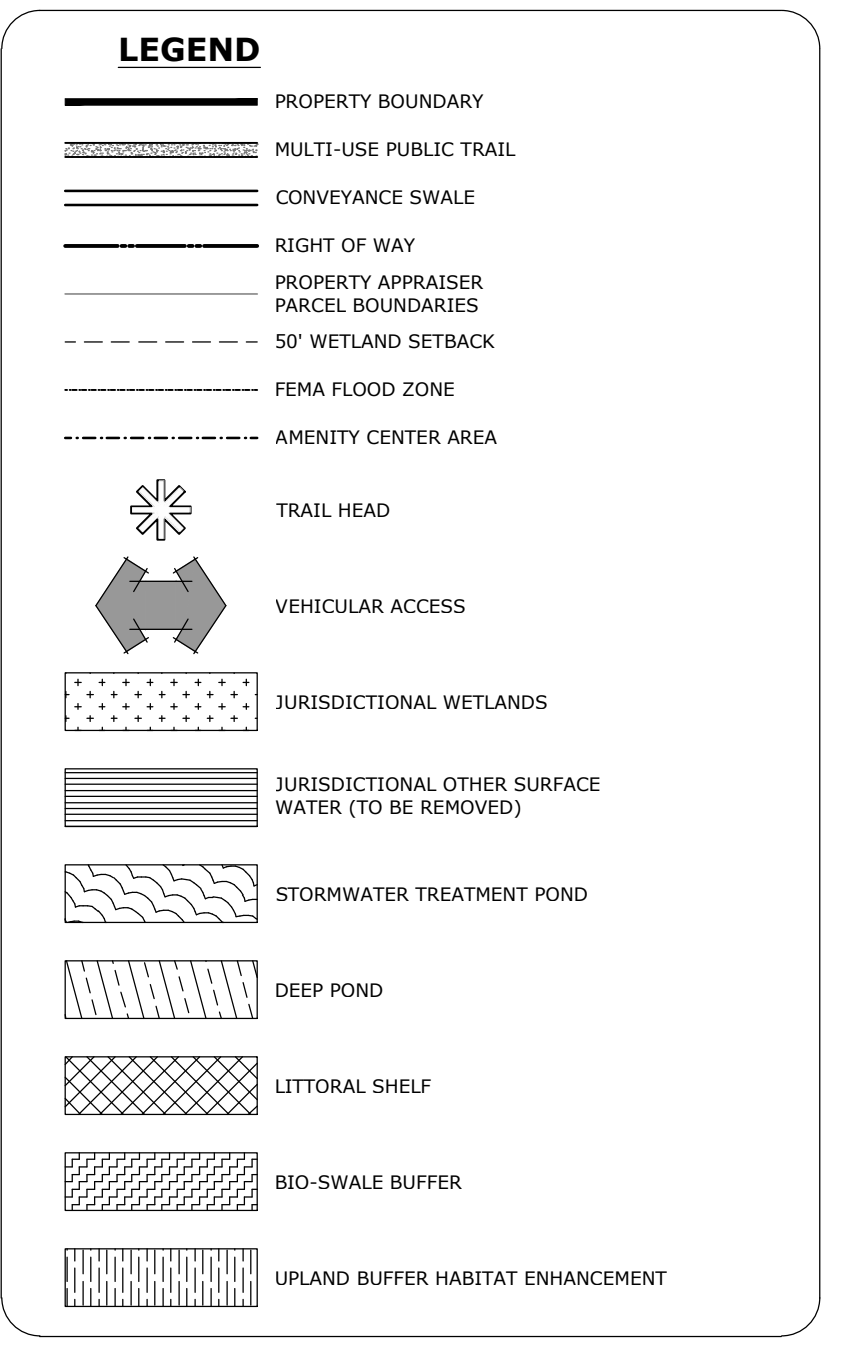 LEGEND
PROPERTY BOUNDARY
MULTI-USE PUBLIC TRAIL
CONVEYANCE SWALE
RIGHT OF WAY
PROPERTY APPRAISER
PARCEL BOUNDARIES
50' WETLAND SETBACK
FEMA FLOOD ZONE
AMENITY CENTER AREA
TRAIL HEAD
VEHICULAR ACCESS
JURISDICTIONAL WETLANDS
JURISDICTIONAL OTHER SURFACE
WATER (TO BE REMOVED)
STORMWATER TREATMENT POND
DEEP POND
LITTORAL SHELF
BIO-SWALE BUFFER
UPLAND BUFFER HABITAT ENHANCEMENT